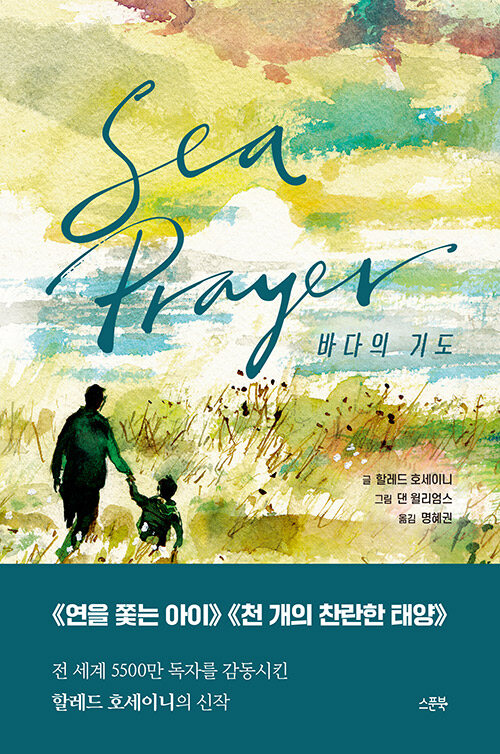 Sea
Prayer
바다의 기도
글 할레드 호세이니
그림 댄 윌리엄스
옮김 명혜권
《연을 쫓는 아이》 《천 개의 찬란한 태양》
전 세계 5500만 독자를 감동시킨
할레드 호세이니의 신작
스푼북